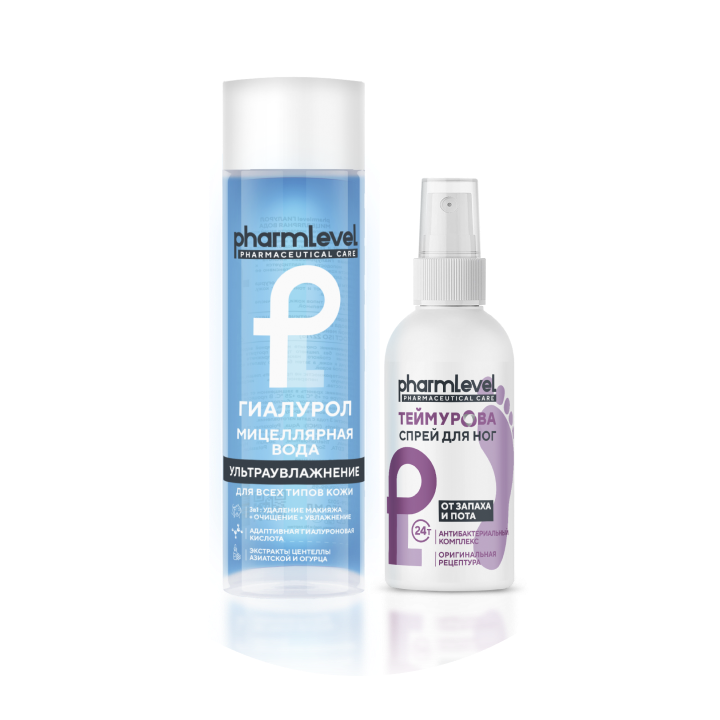 pharmLeveL
PHARMACEUTICAL CARE
ГИАЛУРОЛ
МИЦЕЛЛЯРНАЯ
ВОДА
УЛЬТРАУВЛАЖНЕНИЕ
ДЛЯ ВСЕХ ТИПОВ КОЖИ
3в1: УДАЛЕНИЕ МАКИЯЖА
+ ОЧИЩЕНИЕ + УВЛАЖНЕНИЕ
АДАПТИВНАЯ ГИАЛУРОНОВАЯ
КИСЛОТА
ЭКСТРАКТЫ ЦЕНТЕЛЛЫ
АЗИАТСКОЙ И ОГУРЦА
pharmLeveL
PHARMACEUTICAL CARE
ТЕЙМУРОВА
СПРЕЙ ДЛЯ НОГ
ОТ ЗАПАХА
И ПОТА
24т
АНТИБАКТЕРИАЛЬНЫЙ
КОМПЛЕКС
ОРИГИНАЛЬНАЯ
РЕЦЕПТУРА